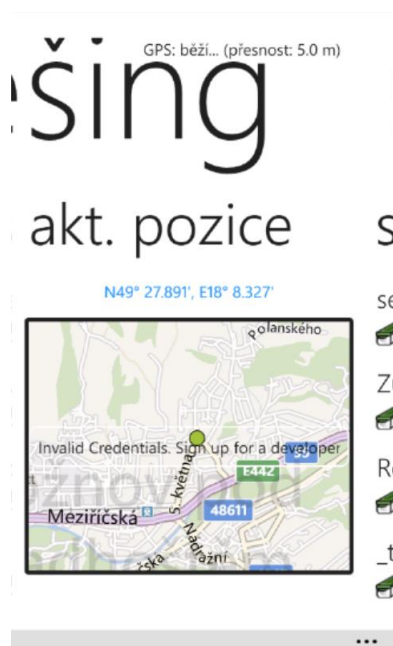 GPS: běží... (přesnost: 5.0 m)
ešing
akt. pozice
s
N49° 27.891', E18° 8.327'
se
Polanského
Invalid Credentials. Sign up for a developer
E442
5. května
48611
Meziříčská
Nádražní
...